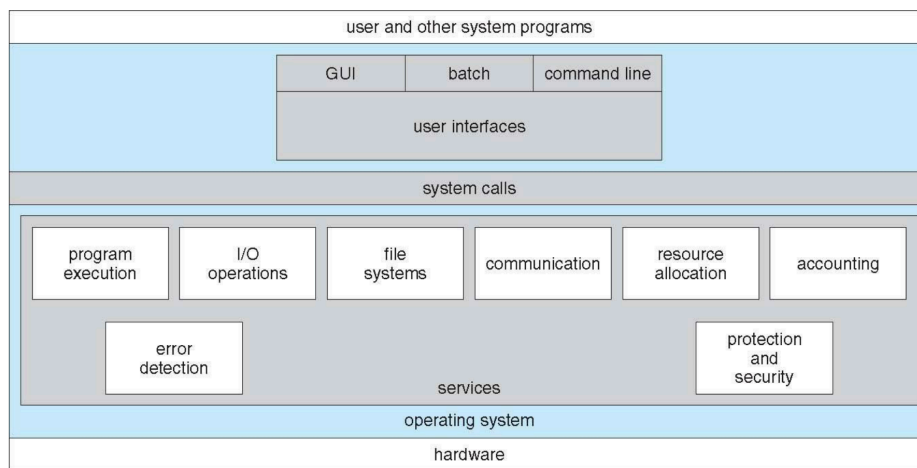 user and other system programs
GUI
batch
command line
user interfaces
system calls
program
execution
I/O
operations
file
systems
communication
resource
allocation
accounting
error
detection
protection
and
security
services
operating system
hardware